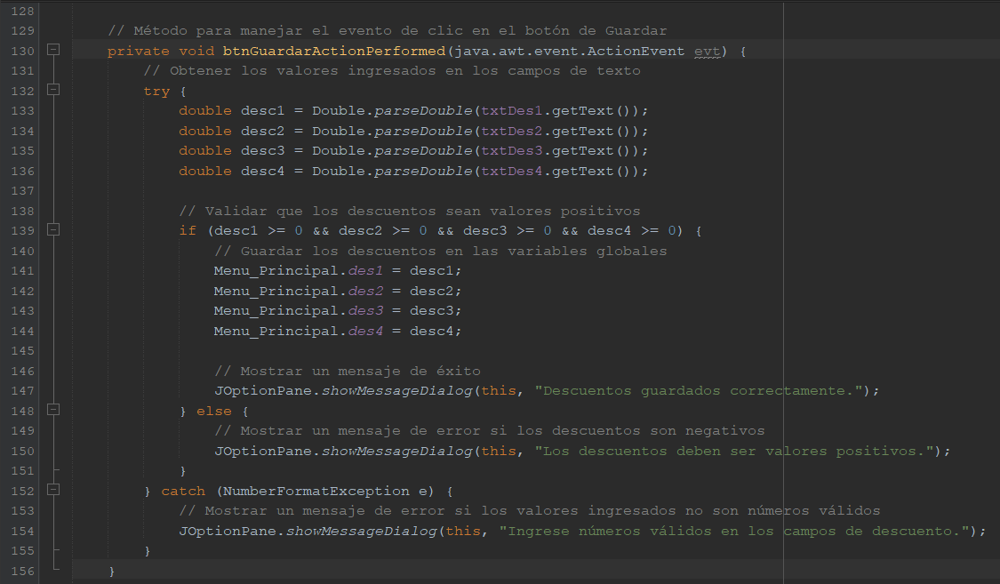 128
129 // Método para manejar el evento de clic en el botón de Guardar
130 private void btnGuardarActionPerformed(java.awt.event.ActionEvent evt) {
131 // Obtener los valores ingresados en los campos de texto
132 try {
133 double desc1 = Double.parseDouble(txtDes1.getText());
134 double desc2 = Double.parseDouble(txtDes2.getText());
135 double desc3 = Double.parseDouble(txtDes3.getText());
136 double desc4 = Double.parseDouble(txtDes4.getText());
137
138 // Validar que los descuentos sean valores positivos
139 if (desc1 >= 0 && desc2 >= 0 && desc3 >= 0 && desc4 >= 0) {
140 // Guardar los descuentos en las variables globales
141 Menu_Principal.des1 = desc1;
142 Menu_Principal.des2 = desc2;
143 Menu_Principal.des3 = desc3;
144 Menu_Principal.des4 = desc4;
145
146 // Mostrar un mensaje de éxito
147 JOptionPane.showMessageDialog(this, "Descuentos guardados correctamente.");
148 } else {
149 // Mostrar un mensaje de error si los descuentos son negativos
150 JOptionPane.showMessageDialog(this, "Los descuentos deben ser valores positivos.");
151 }
152 } catch (NumberFormatException e) {
153 // Mostrar un mensaje de error si los valores ingresados no son números válidos
154 JOptionPane.showMessageDialog(this, "Ingrese números válidos en los campos de descuento.");
155 }
156 }